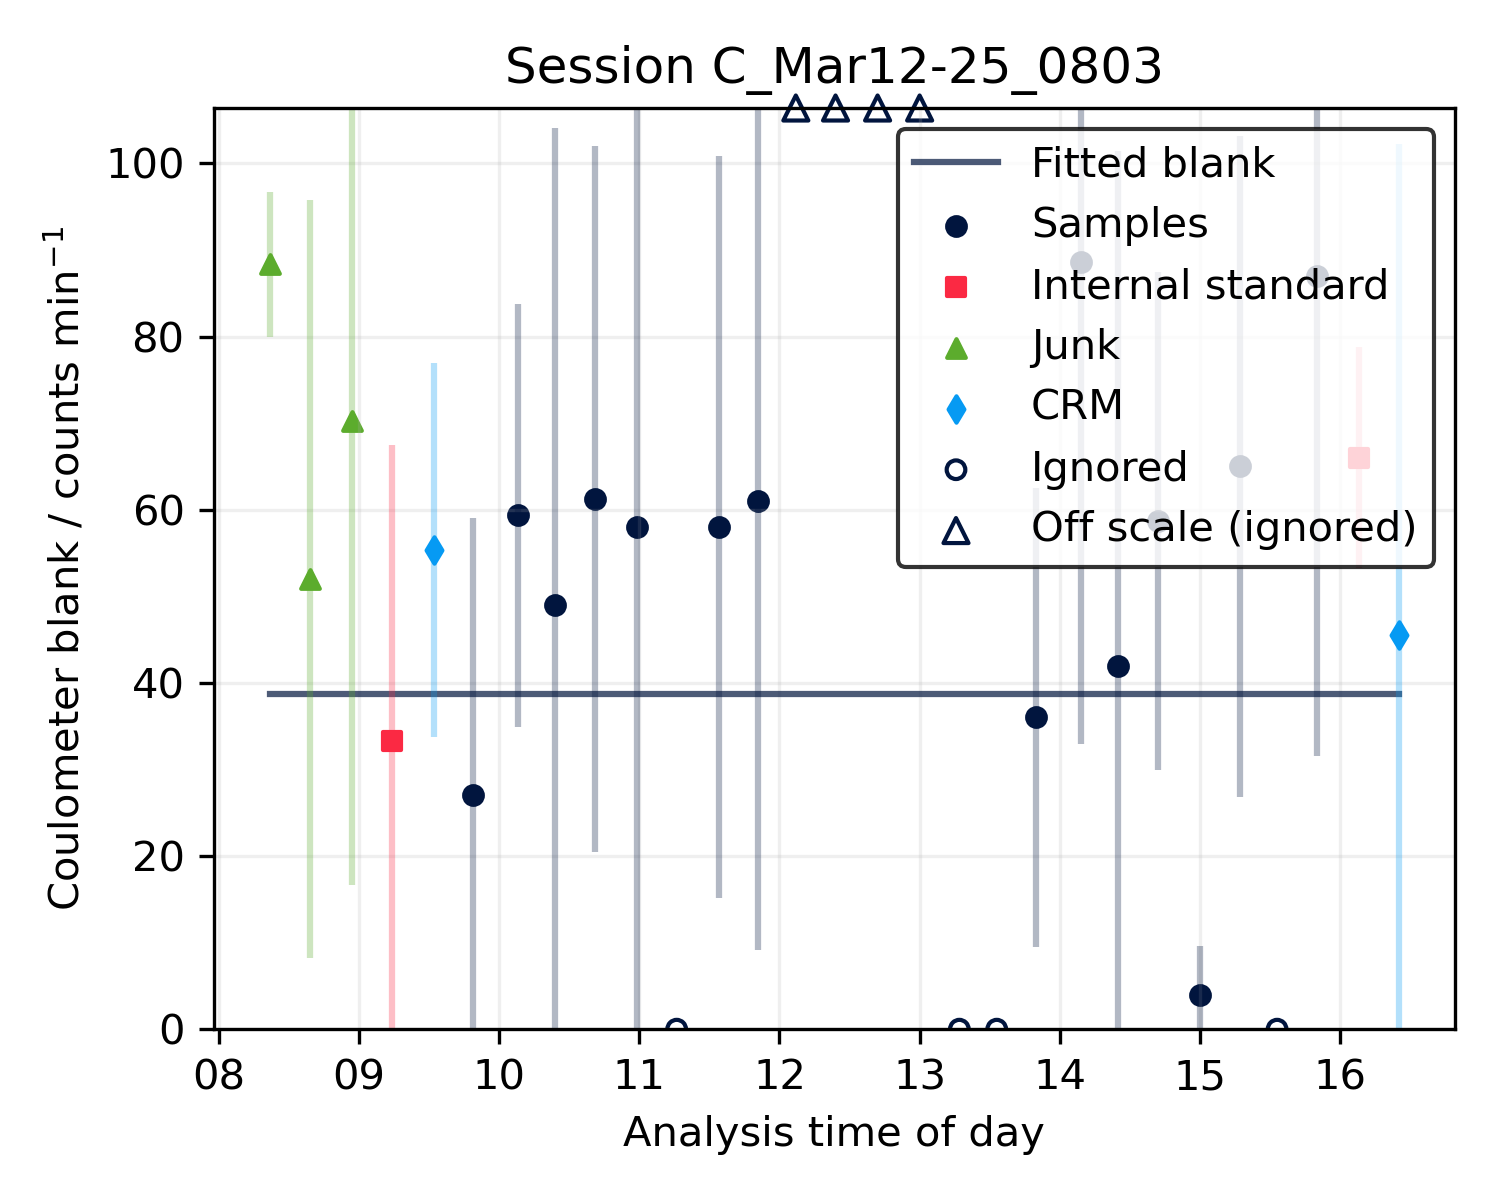 Session C_Mar12-25_0803
Coulometer blank / counts min⁻¹
100
80
60
40
20
0
Fitted blank
Samples
Internal standard
Junk
CRM
Ignored
Off scale (ignored)
08 09 10 11 12 13 14 15 16
Analysis time of day